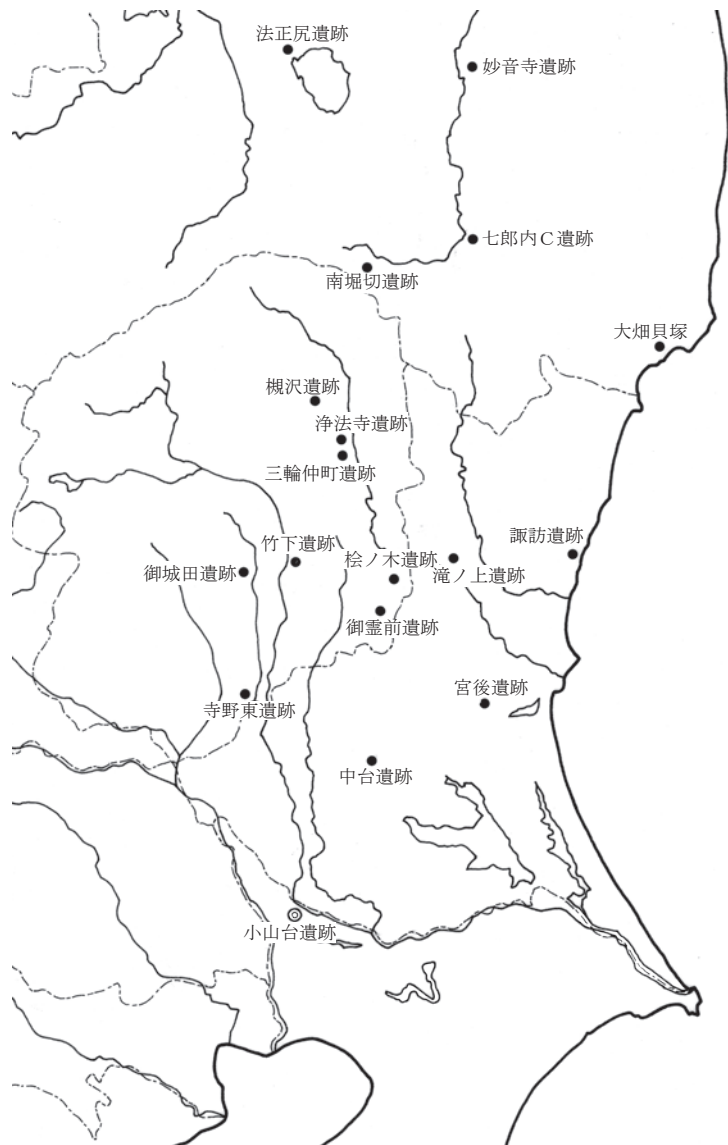 法正尻遺跡
妙音寺遺跡
七郎内C遺跡
南堀切遺跡
大畑貝塚
槻沢遺跡
浄法寺遺跡
三輪仲町遺跡
竹下遺跡
諏訪遺跡
御城田遺跡
桧ノ木遺跡
滝ノ上遺跡
御霊前遺跡
宮後遺跡
寺野東遺跡
中台遺跡
小山台遺跡